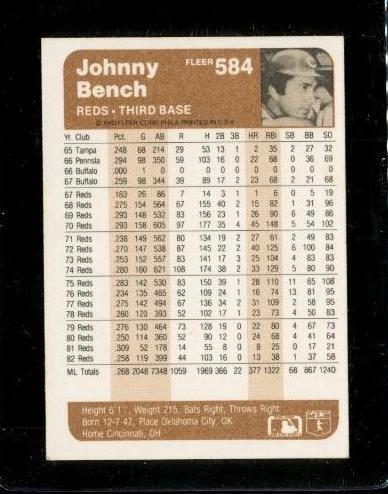 Johnny FLEER 584
Bench
REDS • THIRD BASE
© 1983 FLEER CORP. PHILA. PRINTED IN U.S.A.
Yr. Club Pct. G AB R H 2B 3B HR RBI SB BB SO
65 Tampa .248 68 214 29 53 13 1 2 35 2 27 32
66 Pennsla .294 98 350 59 103 16 0 22 68 0 36 69
66 Buffalo .000 1 0 0 0 0 0 0 0 0 0 0
67 Buffalo .259 98 344 39 89 17 2 23 68 2 21 68
67 Reds .163 26 86 7 14 3 1 1 6 0 5 19
68 Reds .275 154 564 67 155 40 2 15 82 1 31 96
69 Reds .293 148 532 83 156 23 1 26 90 6 49 86
70 Reds .293 158 605 97 177 35 4 45 148 5 54 102
71 Reds .238 149 562 80 134 19 2 27 61 2 49 83
72 Reds .270 147 538 87 145 22 2 40 125 6 100 84
73 Reds .253 152 557 83 141 17 3 25 104 4 83 83
74 Reds .280 160 621 108 174 38 2 33 129 5 80 90
75 Reds .283 142 530 83 150 39 1 28 110 11 65 108
76 Reds .234 135 465 62 109 24 1 16 74 13 81 95
77 Reds .275 142 494 67 136 34 2 31 109 2 58 95
78 Reds .260 120 393 52 102 17 1 23 73 4 50 83
79 Reds .276 130 464 73 128 19 0 22 80 4 67 73
80 Reds .250 114 360 52 90 12 0 24 68 4 41 64
81 Reds .309 52 178 14 55 8 0 8 25 0 17 21
82 Reds .258 119 399 44 103 16 0 13 38 1 37 58
ML Totals .268 2048 7348 1059 1969 366 22 377 1322 68 867 1240
Height 6'1", Weight 215, Bats Right, Throws Right
Born 12-7-47, Place Oklahoma City, OK
Home Cincinnati, OH